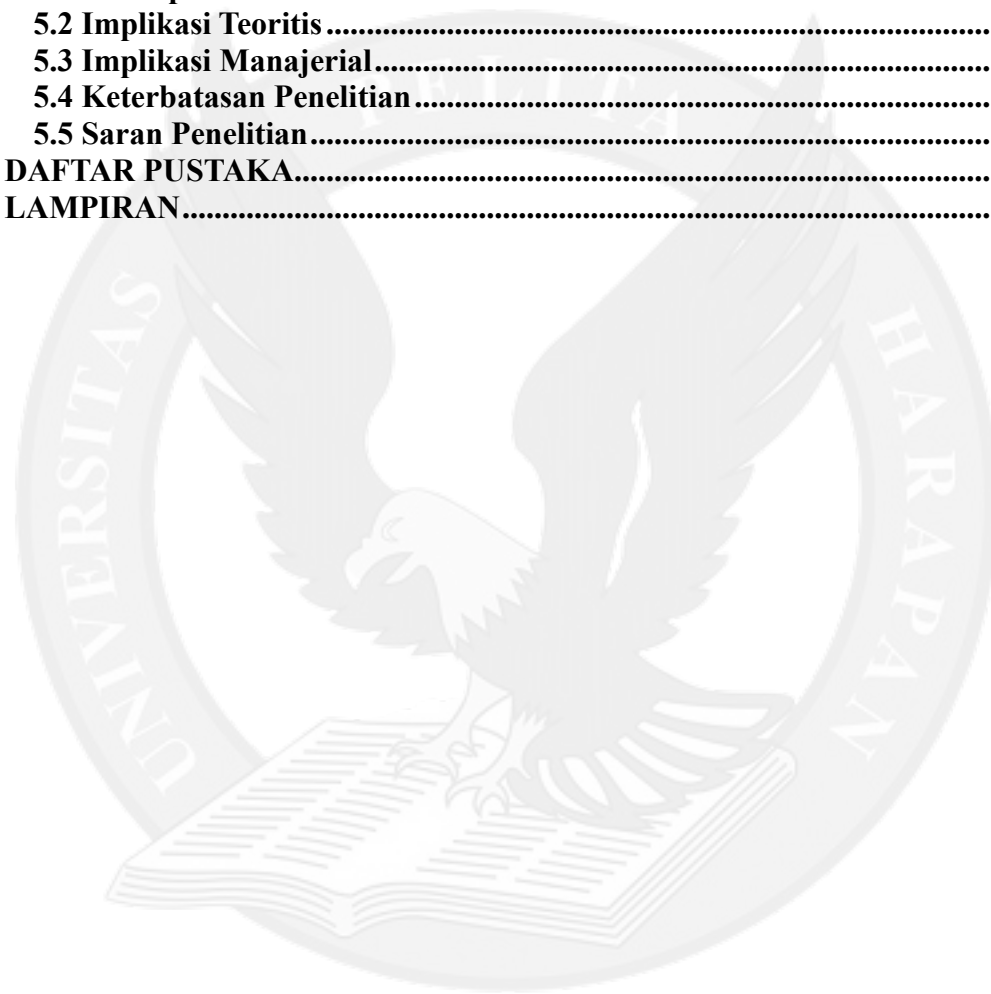 5.2 Implikasi Teoritis........................................................................................
5.3 Implikasi Manajerial.................................................................................
5.4 Keterbatasan Penelitian............................................................................
5.5 Saran Penelitian.........................................................................................
DAFTAR PUSTAKA........................................................................................
LAMPIRAN......................................................................................................
UNIVERSITAS PELITA HARAPAN